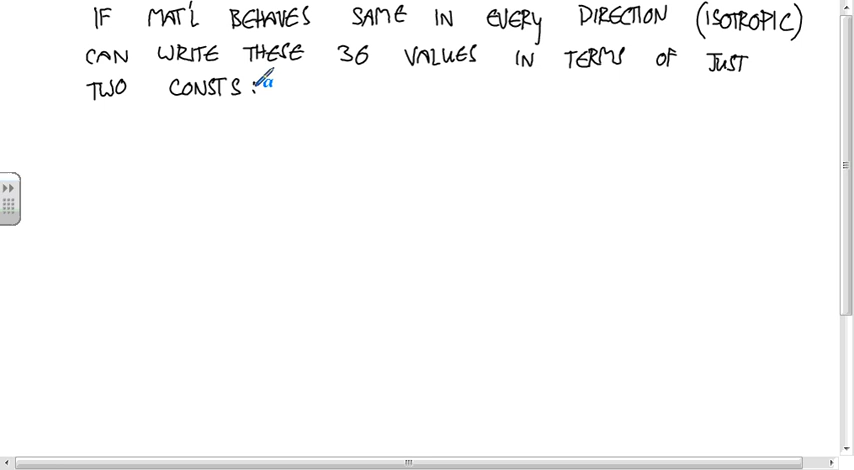 IF MAT'L BEHAVES SAME IN EVERY DIRECTION (ISOTROPIC)
CAN WRITE THESE 36 VALUES IN TERMS OF JUST
TWO CONSTS :